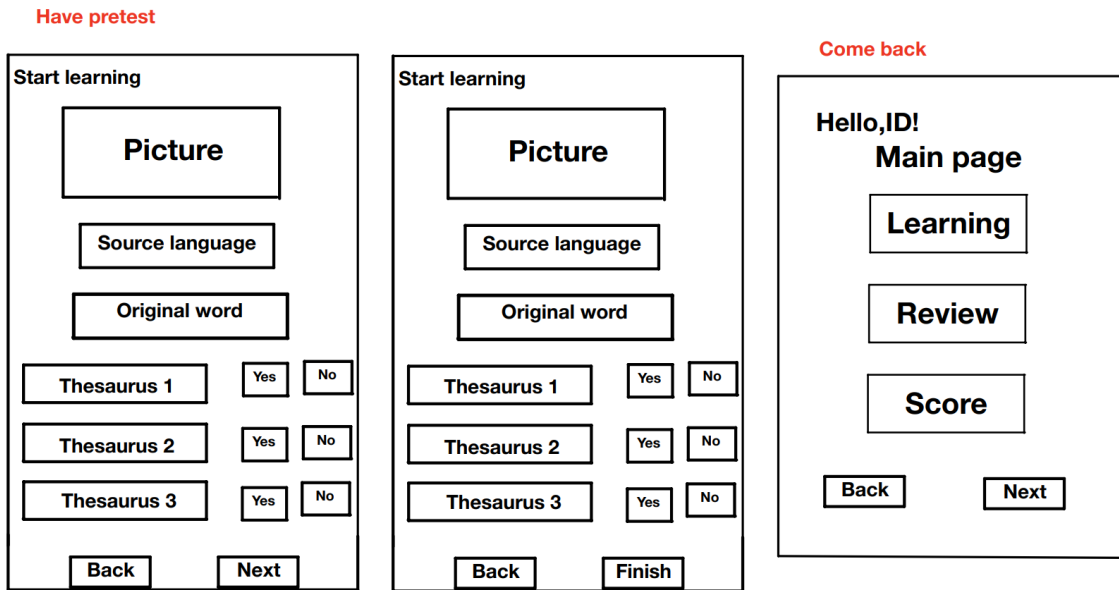 Have pretest
Start learning
Picture
Source language
Original word
Thesaurus 1 Yes No
Thesaurus 2 Yes No
Thesaurus 3 Yes No
Back Next
Start learning
Picture
Source language
Original word
Thesaurus 1 Yes No
Thesaurus 2 Yes No
Thesaurus 3 Yes No
Back Finish
Come back
Hello,ID!
Main page
Learning
Review
Score
Back Next